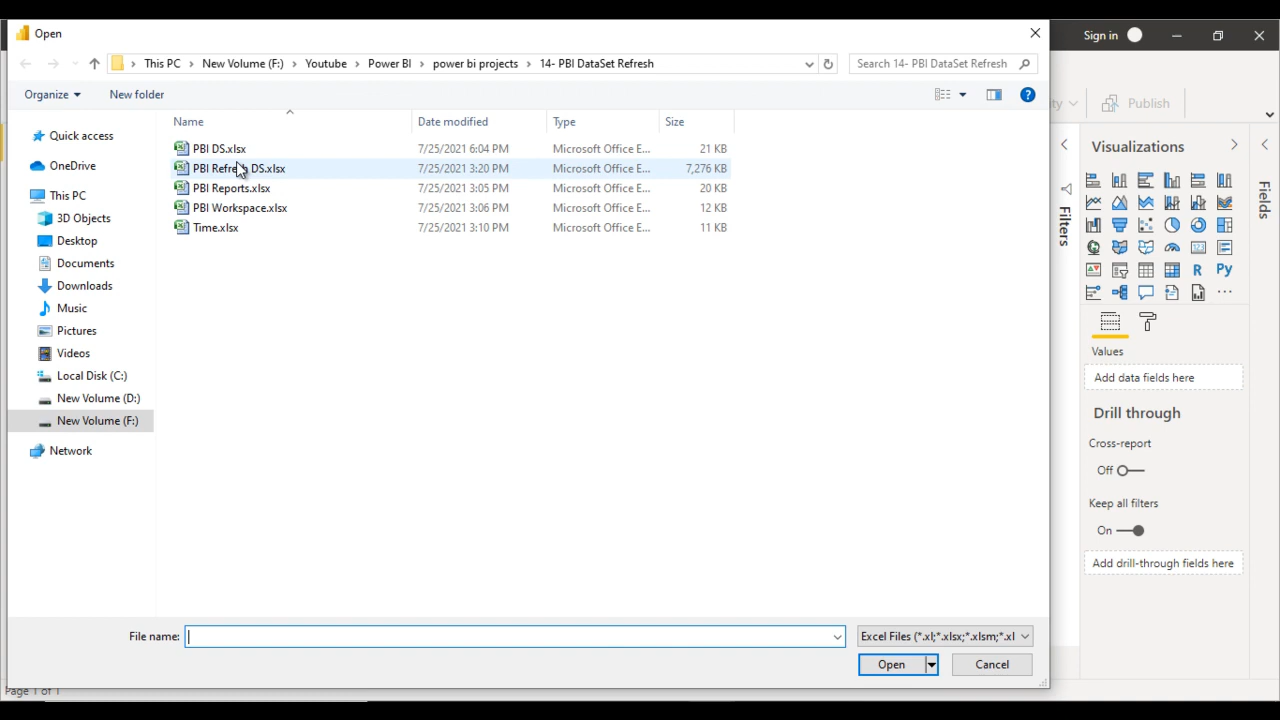 Open
Sign in
This PC > New Volume (F:) > Youtube > Power BI > power bi projects > 14- PBI DataSet Refresh
Search 14- PBI DataSet Refresh
Organize
New folder
Publish
Name
Date modified
Type
Size
PBI DS.xlsx 7/25/2021 6:04 PM Microsoft Office E... 21 KB
PBI Refresh DS.xlsx 7/25/2021 3:20 PM Microsoft Office E... 7,276 KB
PBI Reports.xlsx 7/25/2021 3:05 PM Microsoft Office E... 20 KB
PBI Workspace.xlsx 7/25/2021 3:06 PM Microsoft Office E... 12 KB
Time.xlsx 7/25/2021 3:10 PM Microsoft Office E... 11 KB
Quick access
OneDrive
This PC
3D Objects
Desktop
Documents
Downloads
Music
Pictures
Videos
Local Disk (C:)
New Volume (D:)
New Volume (F:)
Network
File name:
Excel Files (*.xl;*.xlsx;*.xlsm;*.xl
Open
Cancel
Page 1 of 1
Filters
Visualizations
R
Py
123
Values
Add data fields here
Drill through
Cross-report
Off
Keep all filters
On
Add drill-through fields here
Fields